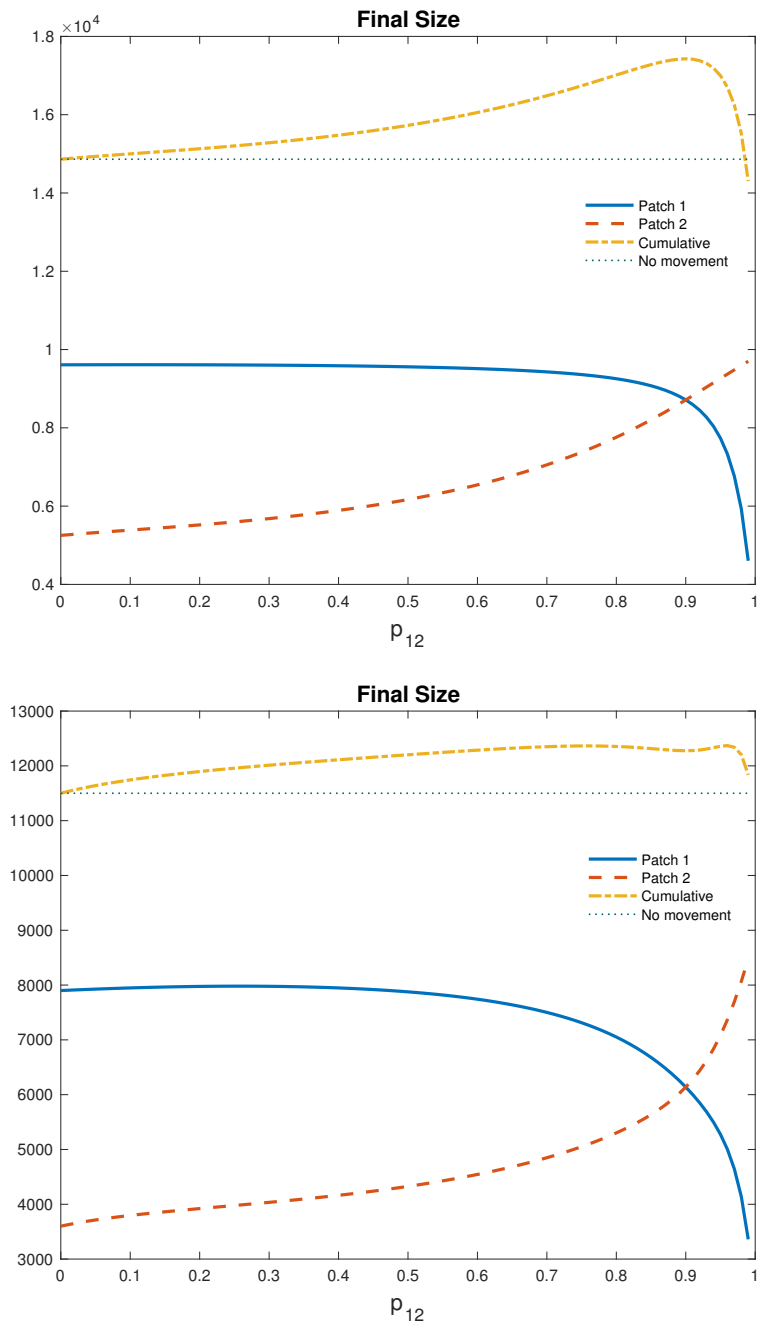 Final Size
×10⁴
1.8
1.6
1.4
1.2
1
0.8
0.6
0.4
Patch 1
Patch 2
Cumulative
No movement
0 0.1 0.2 0.3 0.4 0.5 0.6 0.7 0.8 0.9 1
p₁₂
Final Size
13000
12000
11000
10000
9000
8000
7000
6000
5000
4000
3000
Patch 1
Patch 2
Cumulative
No movement
0 0.1 0.2 0.3 0.4 0.5 0.6 0.7 0.8 0.9 1
p₁₂